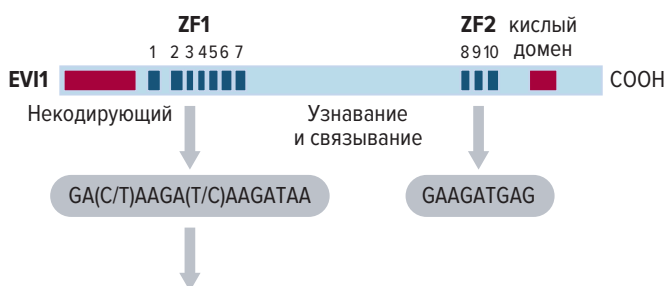 ZF1
ZF2 кислый
домен
1 2 3 4 5 6 7
8 9 10
EVI1
COOH
Некодирующий
Узнавание
и связывание
GA(C/T)AAGA(T/C)AAGATAA
GAAGATGAG